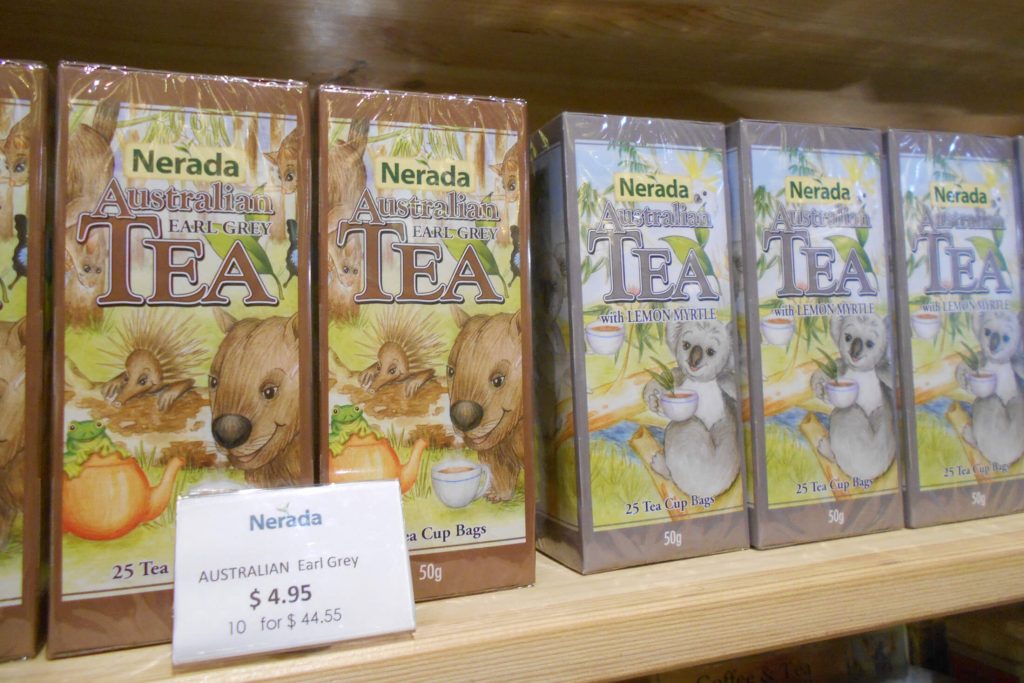 Nerada
Australian
EARL GREY
TEA
25 Tea
Nerada
Australian
EARL GREY
TEA
ea Cup Bags
50g
Nerada
Australian
TEA
with LEMON MYRTLE
25 Tea Cup Bags
50g
Nerada
Australian
TEA
with LEMON MYRTLE
25 Tea Cup Bags
50g
Nerada
Australian
TEA
with LEMON MYRTLE
25 Tea Cup Bags
50g
Nerada
AUSTRALIAN Earl Grey
$ 4.95
10 for $ 44.55
Coffee & Tea